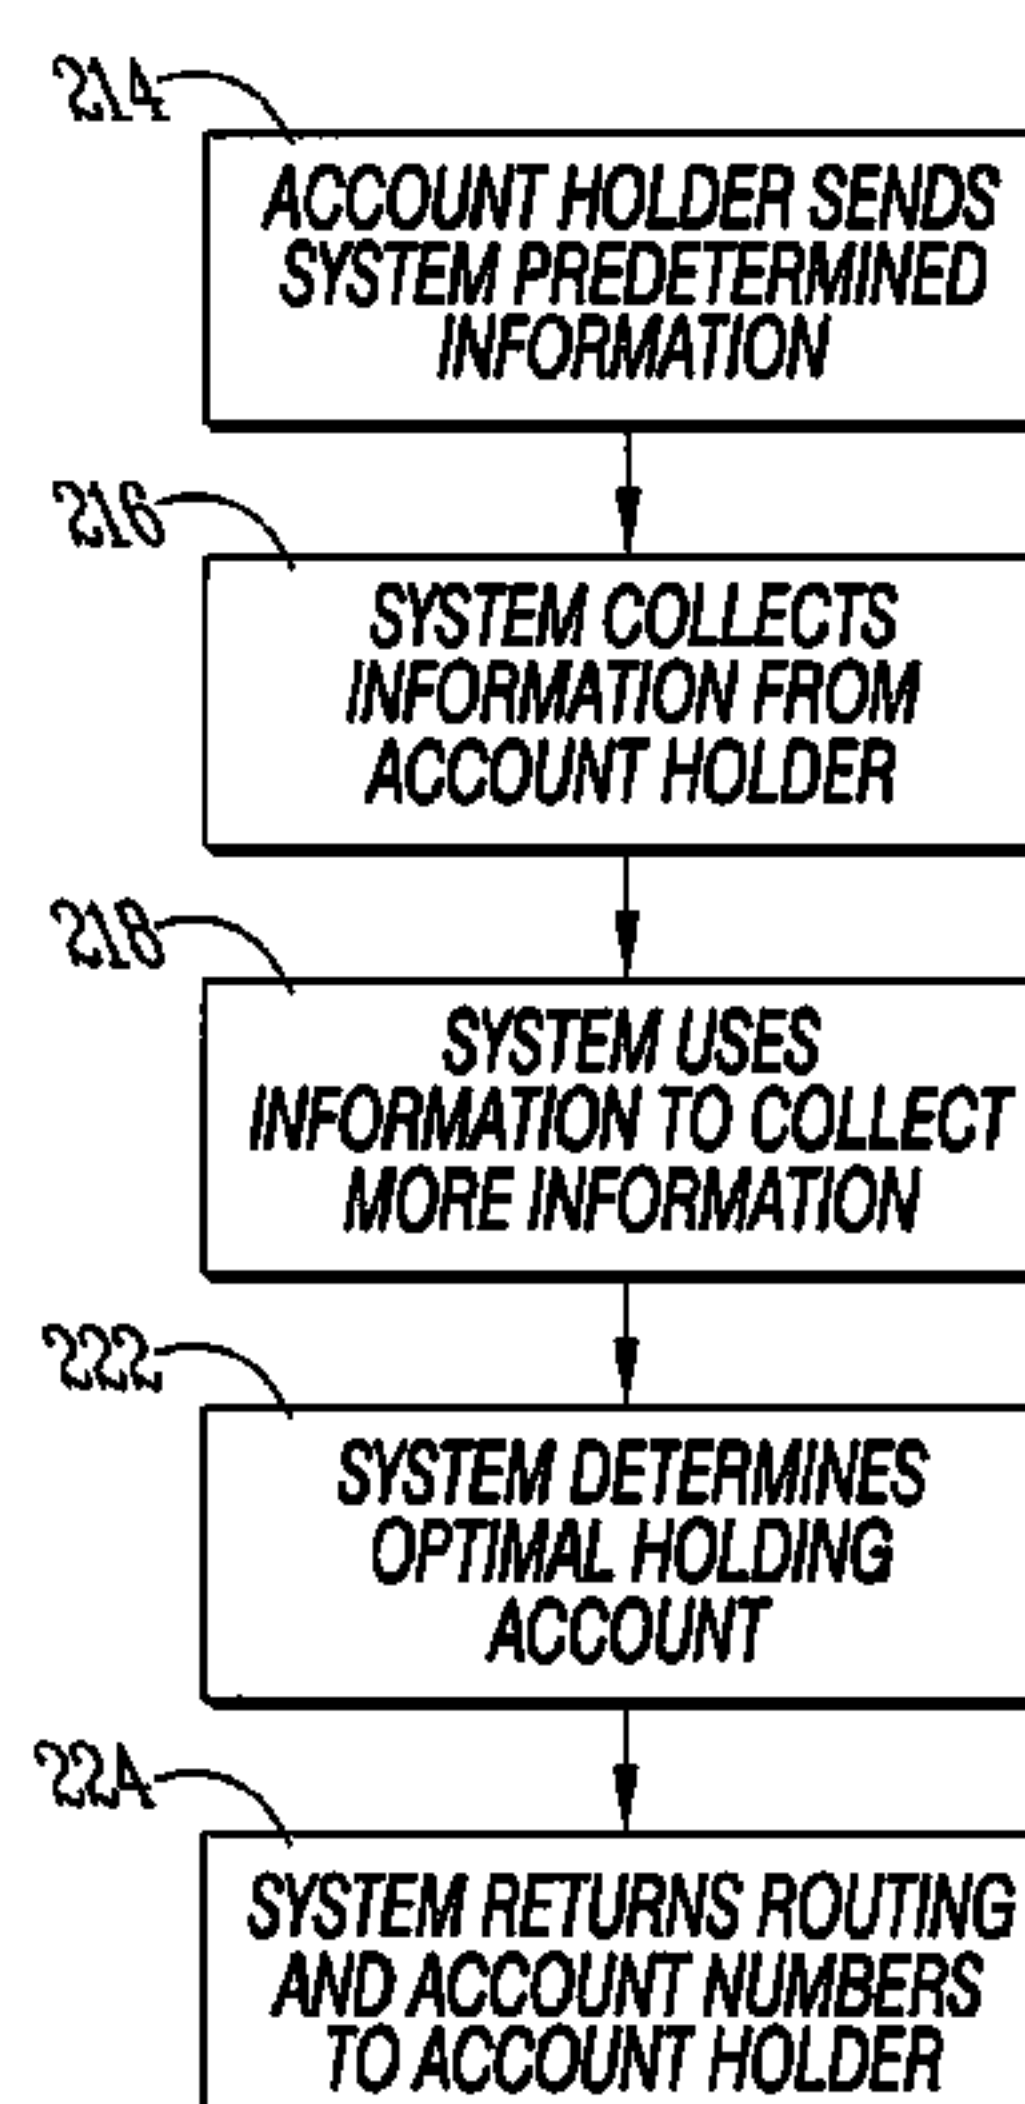 214
ACCOUNT HOLDER SENDS
SYSTEM PREDETERMINED
INFORMATION
216
SYSTEM COLLECTS
INFORMATION FROM
ACCOUNT HOLDER
218
SYSTEM USES
INFORMATION TO COLLECT
MORE INFORMATION
222
SYSTEM DETERMINES
OPTIMAL HOLDING
ACCOUNT
224
SYSTEM RETURNS ROUTING
AND ACCOUNT NUMBERS
TO ACCOUNT HOLDER